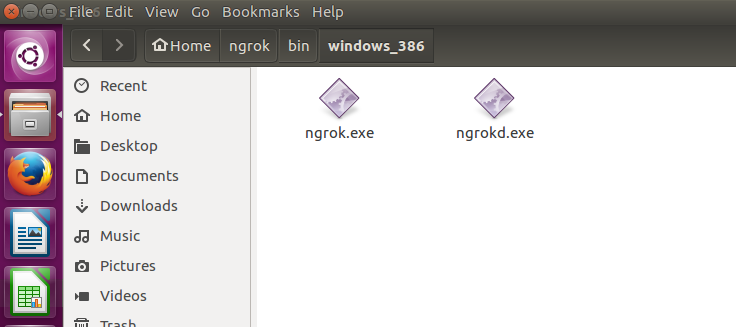 File Edit View Go Bookmarks Help
Home ngrok bin windows_386
Recent
Home
Desktop
Documents
Downloads
Music
Pictures
Videos
Trash
ngrok.exe ngrokd.exe